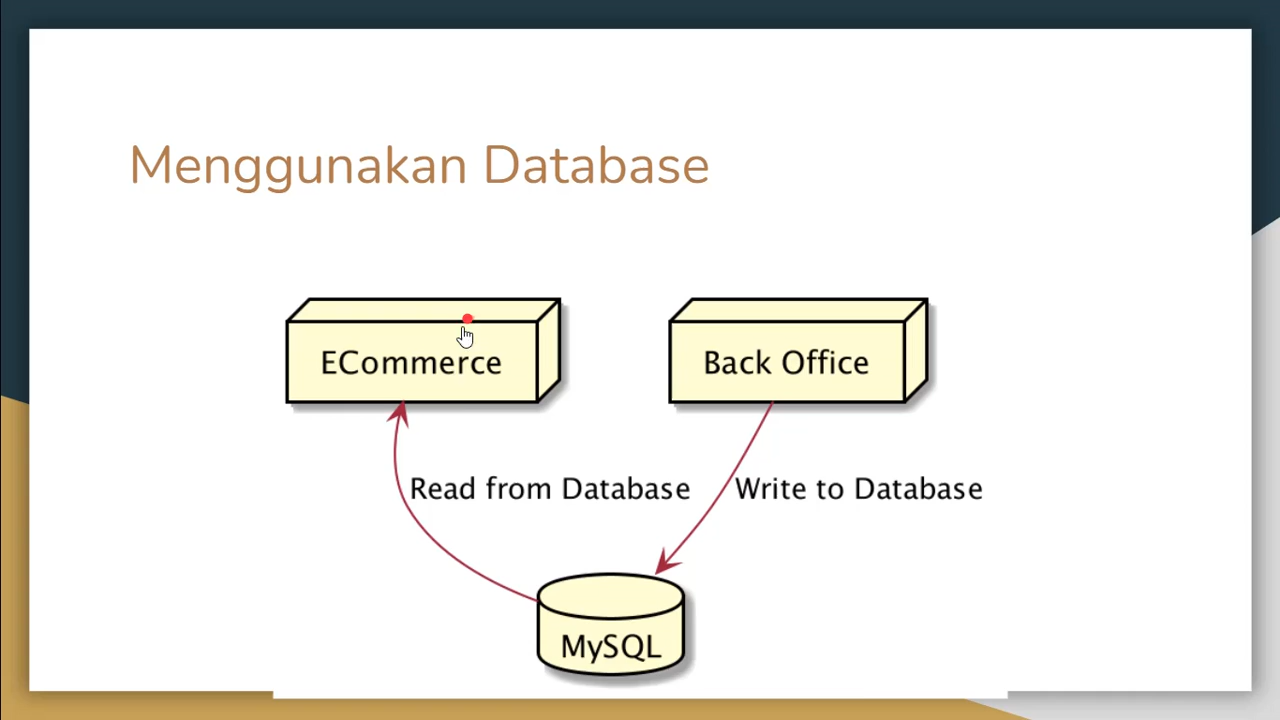 Menggunakan Database
ECommerce
Back Office
Read from Database
Write to Database
MySQL